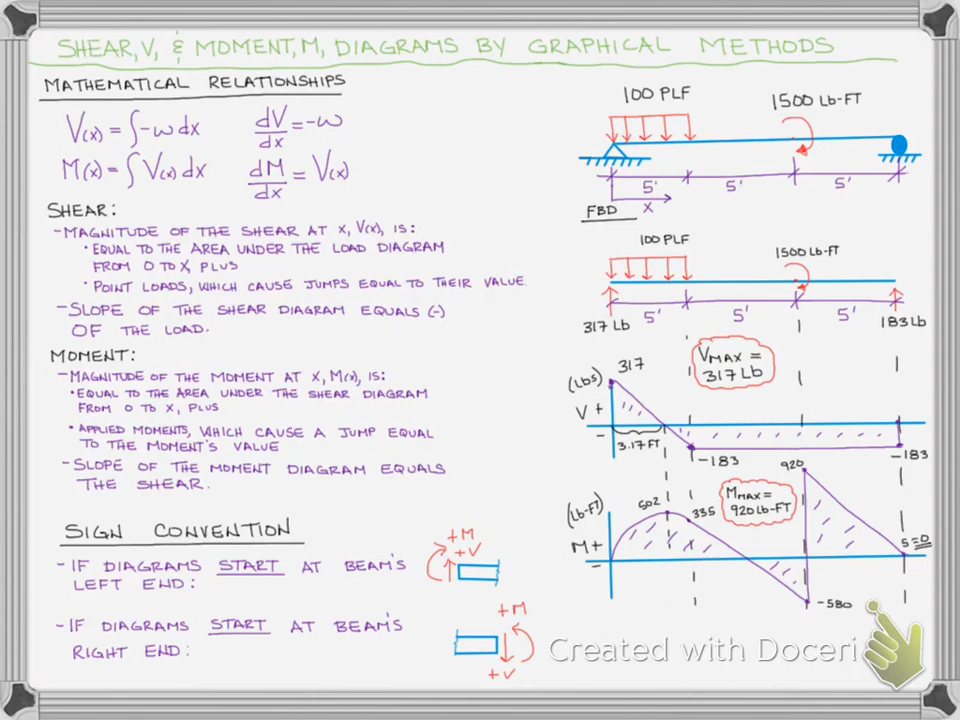 SHEAR, V, & MOMENT, M, DIAGRAMS BY GRAPHICAL METHODS
MATHEMATICAL RELATIONSHIPS
V(x) = ∫-w dx
dV/dx = -w
M(x) = ∫V(x) dx
dM/dx = V(x)
SHEAR:
- MAGNITUDE OF THE SHEAR AT X, V(x), IS:
• EQUAL TO THE AREA UNDER THE LOAD DIAGRAM
FROM 0 TO X, PLUS
• POINT LOADS, WHICH CAUSE JUMPS EQUAL TO THEIR VALUE.
- SLOPE OF THE SHEAR DIAGRAM EQUALS (-)
OF THE LOAD.
MOMENT:
- MAGNITUDE OF THE MOMENT AT X, M(x), IS:
• EQUAL TO THE AREA UNDER THE SHEAR DIAGRAM
FROM 0 TO X, PLUS
• APPLIED MOMENTS, WHICH CAUSE A JUMP EQUAL
TO THE MOMENT'S VALUE
- SLOPE OF THE MOMENT DIAGRAM EQUALS
THE SHEAR.
SIGN CONVENTION
- IF DIAGRAMS START AT BEAM'S
LEFT END:
+M
+V
- IF DIAGRAMS START AT BEAM'S
RIGHT END:
+M
+V
100 PLF
1500 Lb-FT
5' 5' 5'
X
FBD
100 PLF
1500 Lb-FT
5' 5' 5'
317 Lb
183 Lb
VMAX =
317 Lb
(Lbs)
317
V +
-
3.17 FT
-183
-183
920
MMAX =
920 Lb-FT
(Lb-FT)
502
335
M +
-
5=0
-580
Created with Doceri